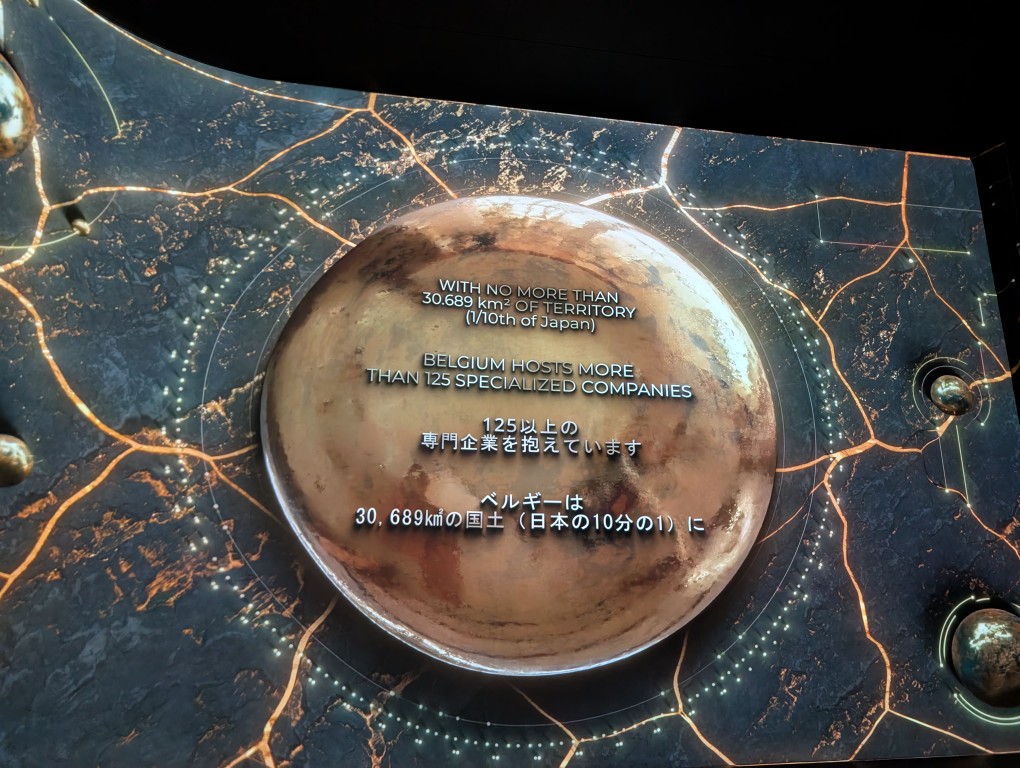 WITH NO MORE THAN
30.689 km² OF TERRITORY
(1/10th of Japan)
BELGIUM HOSTS MORE
THAN 125 SPECIALIZED COMPANIES
125以上の
専門企業を抱えています
ベルギーは
30,689㎢の国土（日本の10分の1）に